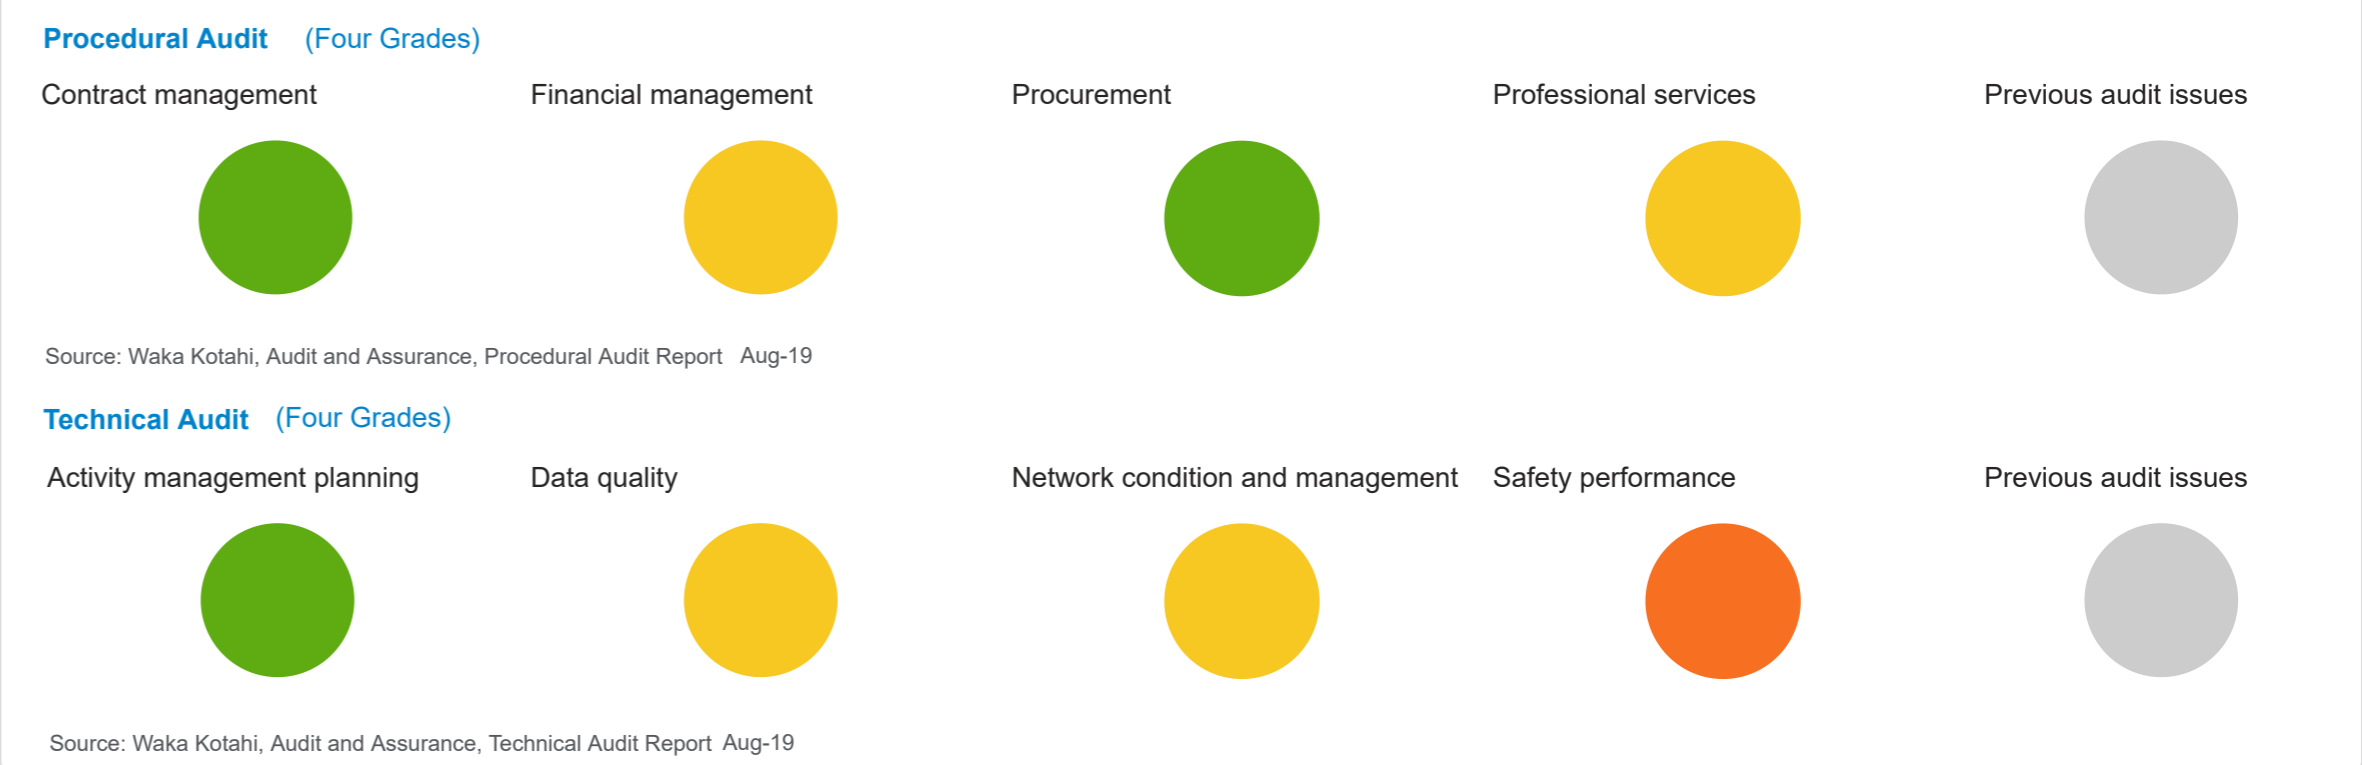 Procedural Audit (Four Grades)
Contract management
Financial management
Procurement
Professional services
Previous audit issues
Source: Waka Kotahi, Audit and Assurance, Procedural Audit Report Aug-19
Technical Audit (Four Grades)
Activity management planning
Data quality
Network condition and management
Safety performance
Previous audit issues
Source: Waka Kotahi, Audit and Assurance, Technical Audit Report Aug-19